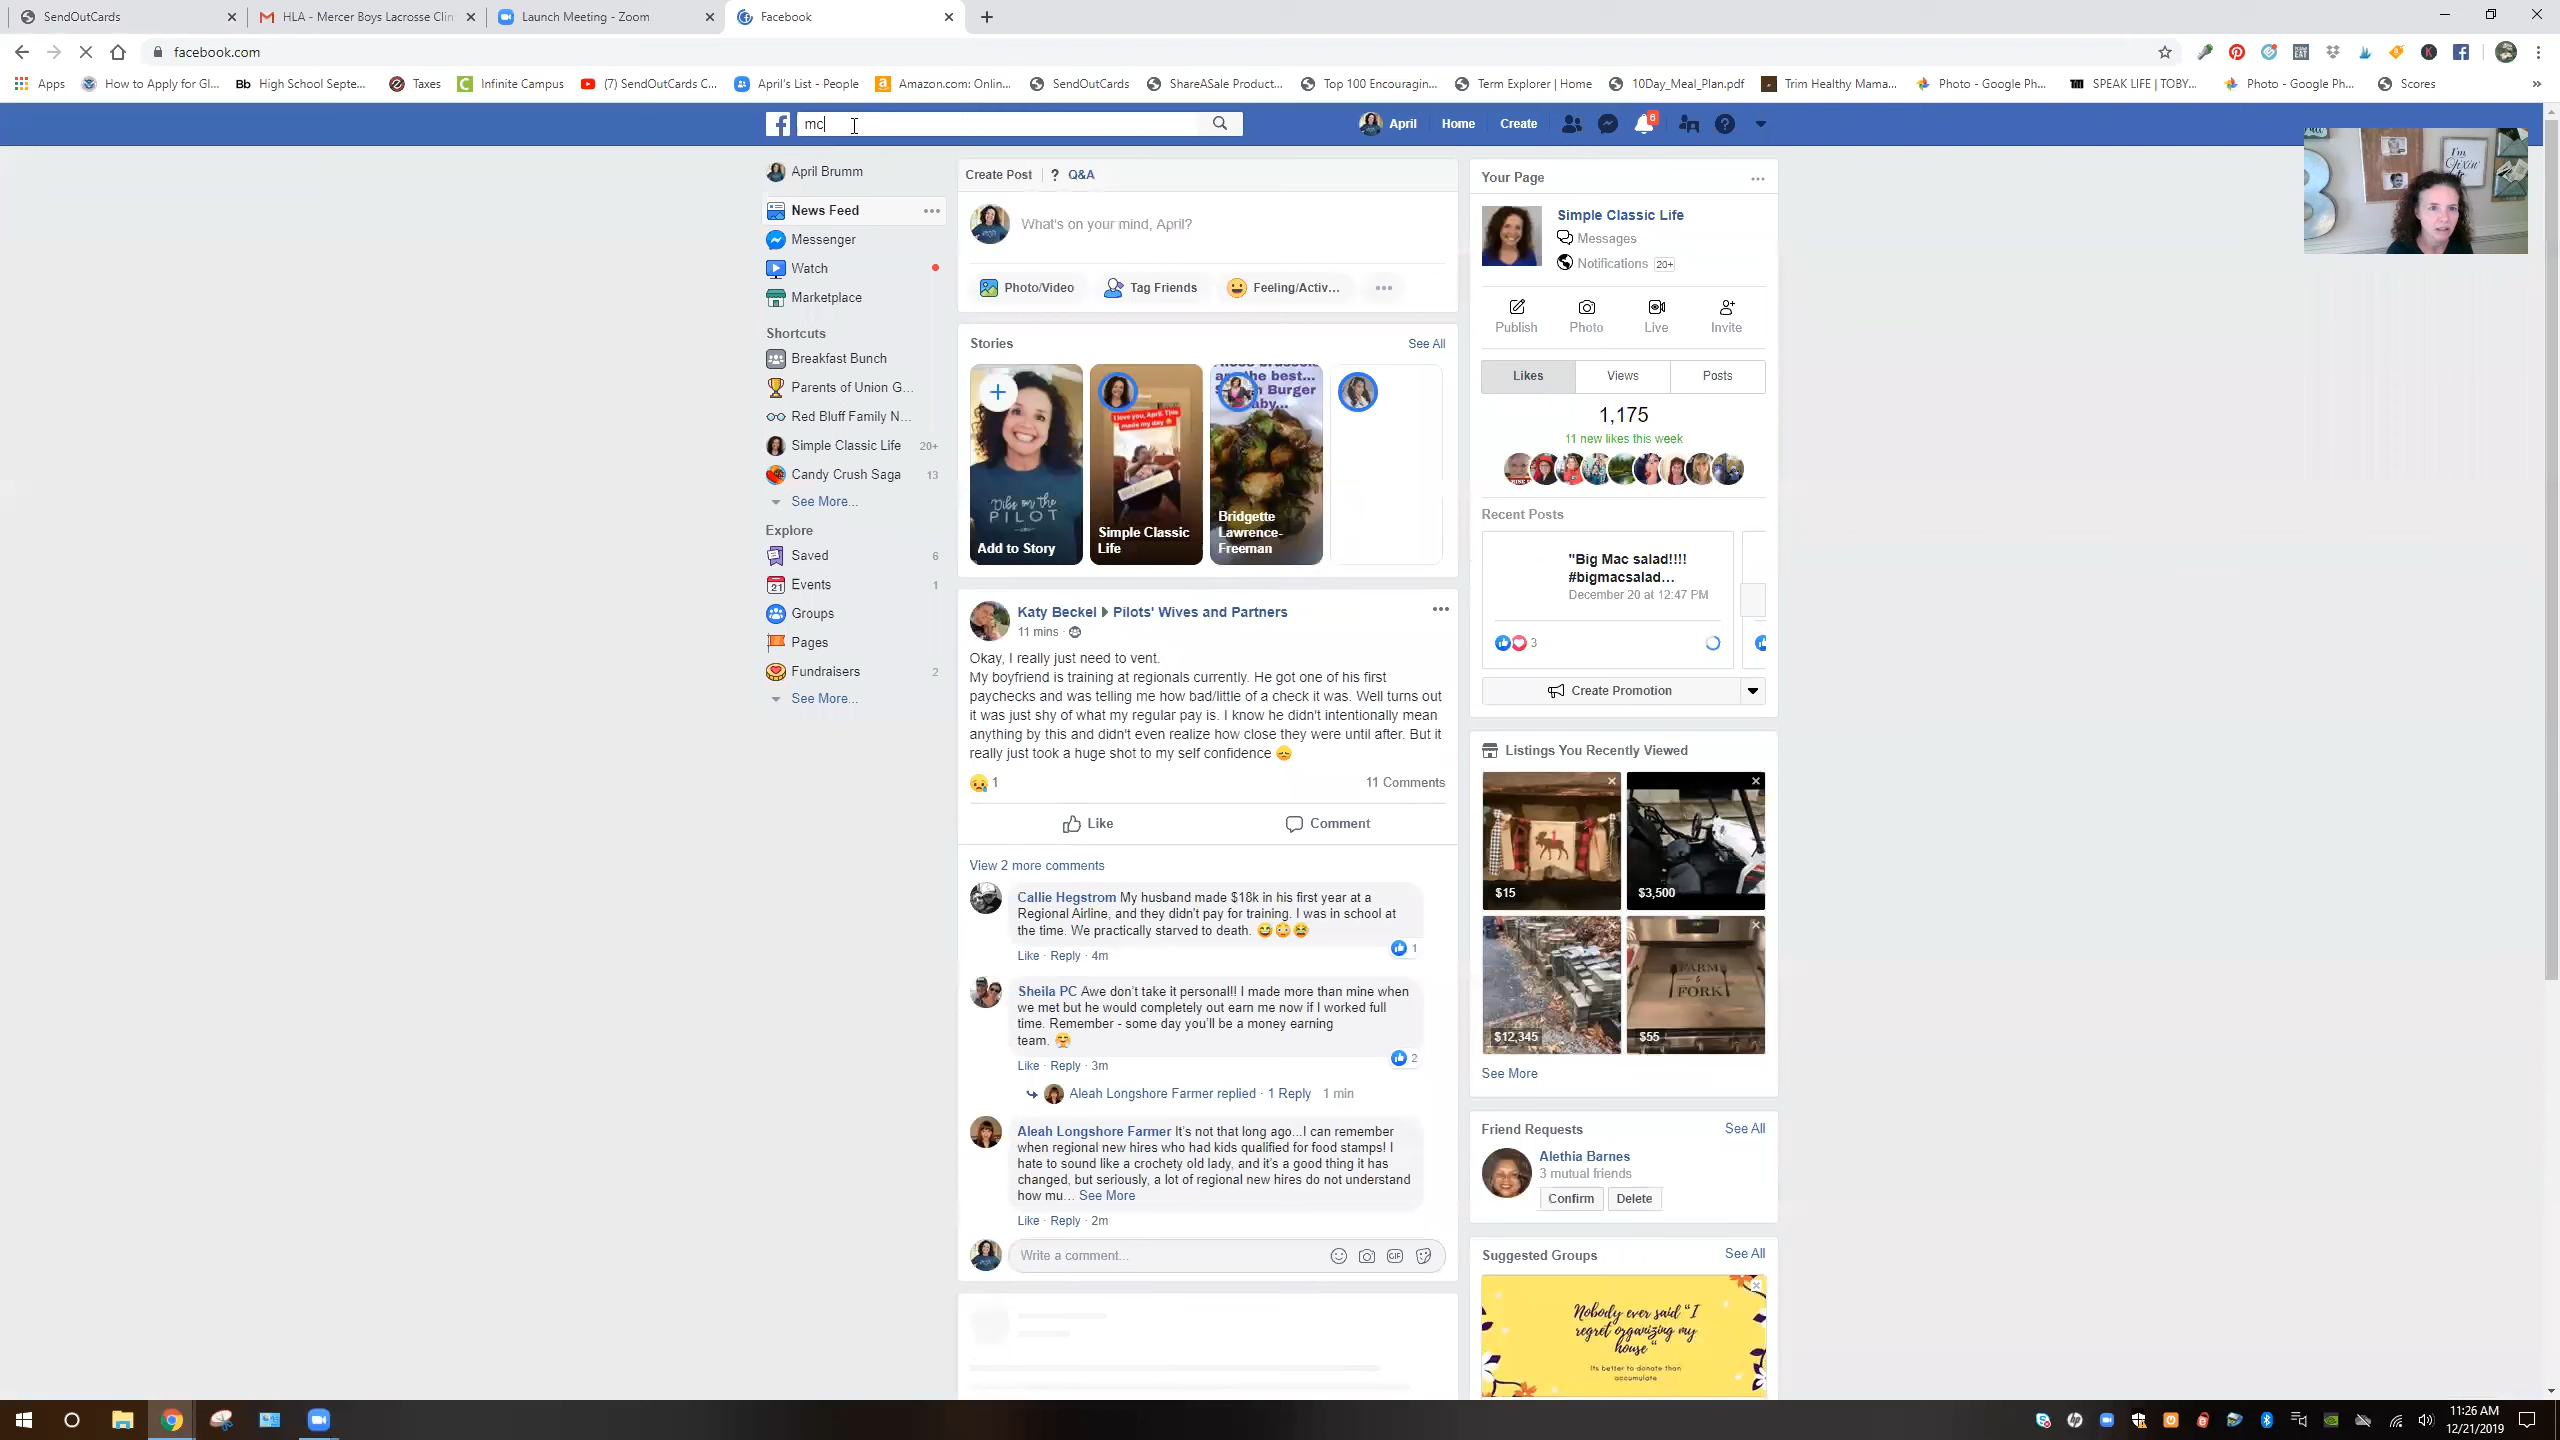 SendOutCards
HLA - Mercer Boys Lacrosse Clin
Launch Meeting - Zoom
Facebook
facebook.com
Apps
How to Apply for Gl...
Bb High School Septe...
Taxes
Infinite Campus
(7) SendOutCards C...
April's List - People
Amazon.com: Onlin...
SendOutCards
ShareASale Product...
Top 100 Encouragin...
Term Explorer | Home
10Day_Meal_Plan.pdf
Trim Healthy Mama...
Photo - Google Ph...
SPEAK LIFE | TOBY...
Photo - Google Ph...
Scores
mc
April
Home
Create
6
April Brumm
News Feed
Messenger
Watch
Marketplace
Shortcuts
Breakfast Bunch
Parents of Union G...
Red Bluff Family N...
Simple Classic Life 20+
Candy Crush Saga 13
See More...
Explore
Saved 6
Events 1
Groups
Pages
Fundraisers 2
See More...
Create Post
? Q&A
What's on your mind, April?
Photo/Video
Tag Friends
Feeling/Activ...
Stories
See All
PILOT
Add to Story
I love you, April. This
made my day
Simple Classic
Life
Bridgette
Lawrence-
Freeman
Katy Beckel Pilots' Wives and Partners
11 mins ·
Okay, I really just need to vent.
My boyfriend is training at regionals currently. He got one of his first
paychecks and was telling me how bad/little of a check it was. Well turns out
it was just shy of what my regular pay is. I know he didn't intentionally mean
anything by this and didn't even realize how close they were until after. But it
really just took a huge shot to my self confidence 😞
1
11 Comments
Like
Comment
View 2 more comments
Callie Hegstrom My husband made $18k in his first year at a
Regional Airline, and they didn't pay for training. I was in school at
the time. We practically starved to death. 😅😳😫
1
Like · Reply · 4m
Sheila PC Awe don't take it personal!! I made more than mine when
we met but he would completely out earn me now if I worked full
time. Remember - some day you'll be a money earning
team.
2
Like · Reply · 3m
Aleah Longshore Farmer replied · 1 Reply 1 min
Aleah Longshore Farmer It's not that long ago...I can remember
when regional new hires who had kids qualified for food stamps! I
hate to sound like a crochety old lady, and it's a good thing it has
changed, but seriously, a lot of regional new hires do not understand
how mu... See More
Like · Reply · 2m
Write a comment...
GIF
Your Page
Simple Classic Life
Messages
Notifications 20+
Publish
Photo
Live
Invite
Likes
Views
Posts
1,175
11 new likes this week
Recent Posts
"Big Mac salad!!!!
#bigmacsalad...
December 20 at 12:47 PM
3
Create Promotion
Listings You Recently Viewed
$15
$3,500
$12,345
FARM
FORK
$55
See More
Friend Requests
See All
Alethia Barnes
3 mutual friends
Confirm
Delete
Suggested Groups
See All
Nobody ever said "I
regret organizing my
house"
Its better to donate than
accumulate
I'm
11:26 AM
12/21/2019